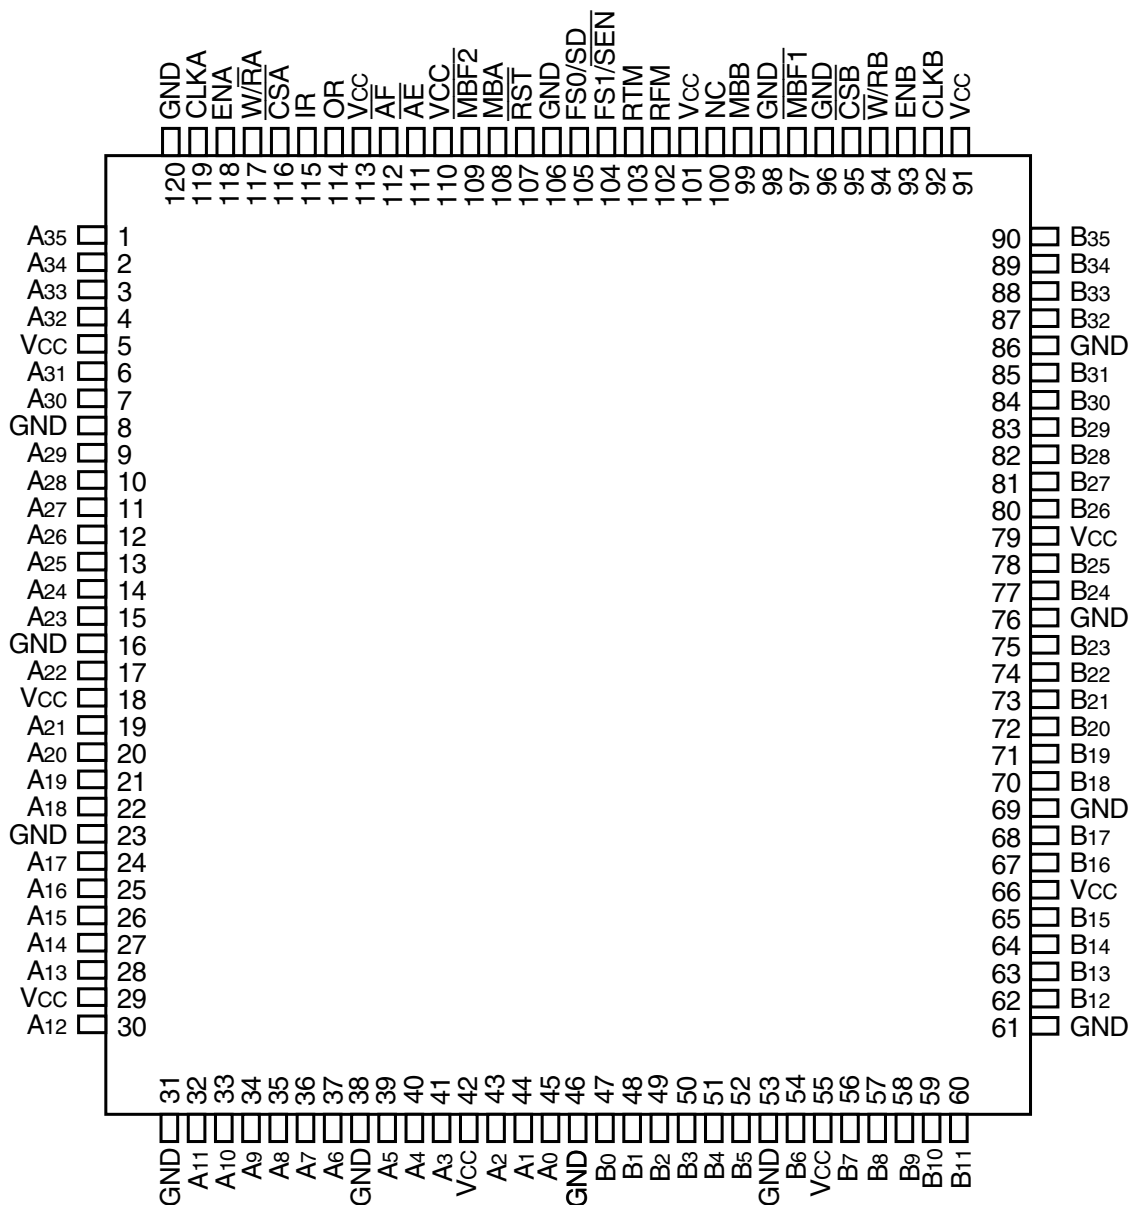 GND
CLKA
ENA
W/R̅A̅
C̅S̅A̅
IR
OR
VCC
A̅F̅
A̅E̅
VCC
M̅B̅F̅2̅
MBA
R̅S̅T̅
GND
FS0/SD
FS1/S̅E̅N̅
RTM
RFM
VCC
NC
MBB
GND
M̅B̅F̅1̅
GND
C̅S̅B̅
W̅/RB
ENB
CLKB
VCC
120 119 118 117 116 115 114 113 112 111 110 109 108 107 106 105 104 103 102 101 100 99 98 97 96 95 94 93 92 91
A35 1 90 B35
A34 2 89 B34
A33 3 88 B33
A32 4 87 B32
VCC 5 86 GND
A31 6 85 B31
A30 7 84 B30
GND 8 83 B29
A29 9 82 B28
A28 10 81 B27
A27 11 80 B26
A26 12 79 VCC
A25 13 78 B25
A24 14 77 B24
A23 15 76 GND
GND 16 75 B23
A22 17 74 B22
VCC 18 73 B21
A21 19 72 B20
A20 20 71 B19
A19 21 70 B18
A18 22 69 GND
GND 23 68 B17
A17 24 67 B16
A16 25 66 VCC
A15 26 65 B15
A14 27 64 B14
A13 28 63 B13
VCC 29 62 B12
A12 30 61 GND
31 32 33 34 35 36 37 38 39 40 41 42 43 44 45 46 47 48 49 50 51 52 53 54 55 56 57 58 59 60
GND
A11
A10
A9
A8
A7
A6
GND
A5
A4
A3
VCC
A2
A1
A0
GND
B0
B1
B2
B3
B4
B5
GND
B6
VCC
B7
B8
B9
B10
B11